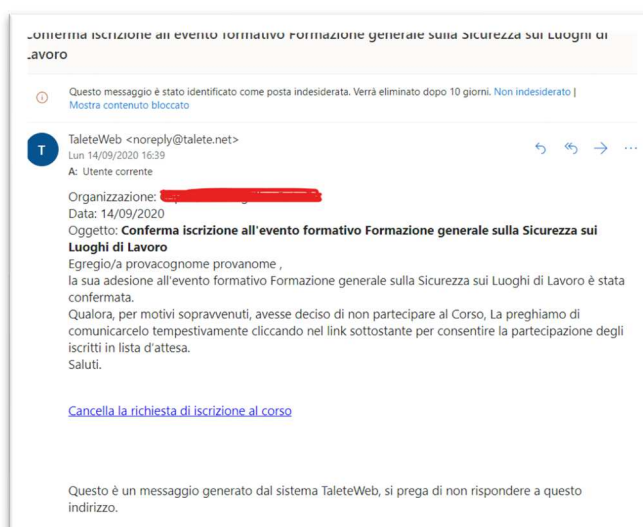 Conferma iscrizione all'evento formativo Formazione generale sulla Sicurezza sui Luoghi di
Lavoro
Questo messaggio è stato identificato come posta indesiderata. Verrà eliminato dopo 10 giorni. Non indesiderato |
Mostra contenuto bloccato
T
TaleteWeb <noreply@talete.net>
Lun 14/09/2020 16:39
A: Utente corrente
Organizzazione:
Data: 14/09/2020
Oggetto: Conferma iscrizione all'evento formativo Formazione generale sulla Sicurezza sui
Luoghi di Lavoro
Egregio/a provacognome provanome ,
la sua adesione all'evento formativo Formazione generale sulla Sicurezza sui Luoghi di Lavoro è stata
confermata.
Qualora, per motivi sopravvenuti, avesse deciso di non partecipare al Corso, La preghiamo di
comunicarcelo tempestivamente cliccando nel link sottostante per consentire la partecipazione degli
iscritti in lista d'attesa.
Saluti.
Cancella la richiesta di iscrizione al corso
Questo è un messaggio generato dal sistema TaleteWeb, si prega di non rispondere a questo
indirizzo.